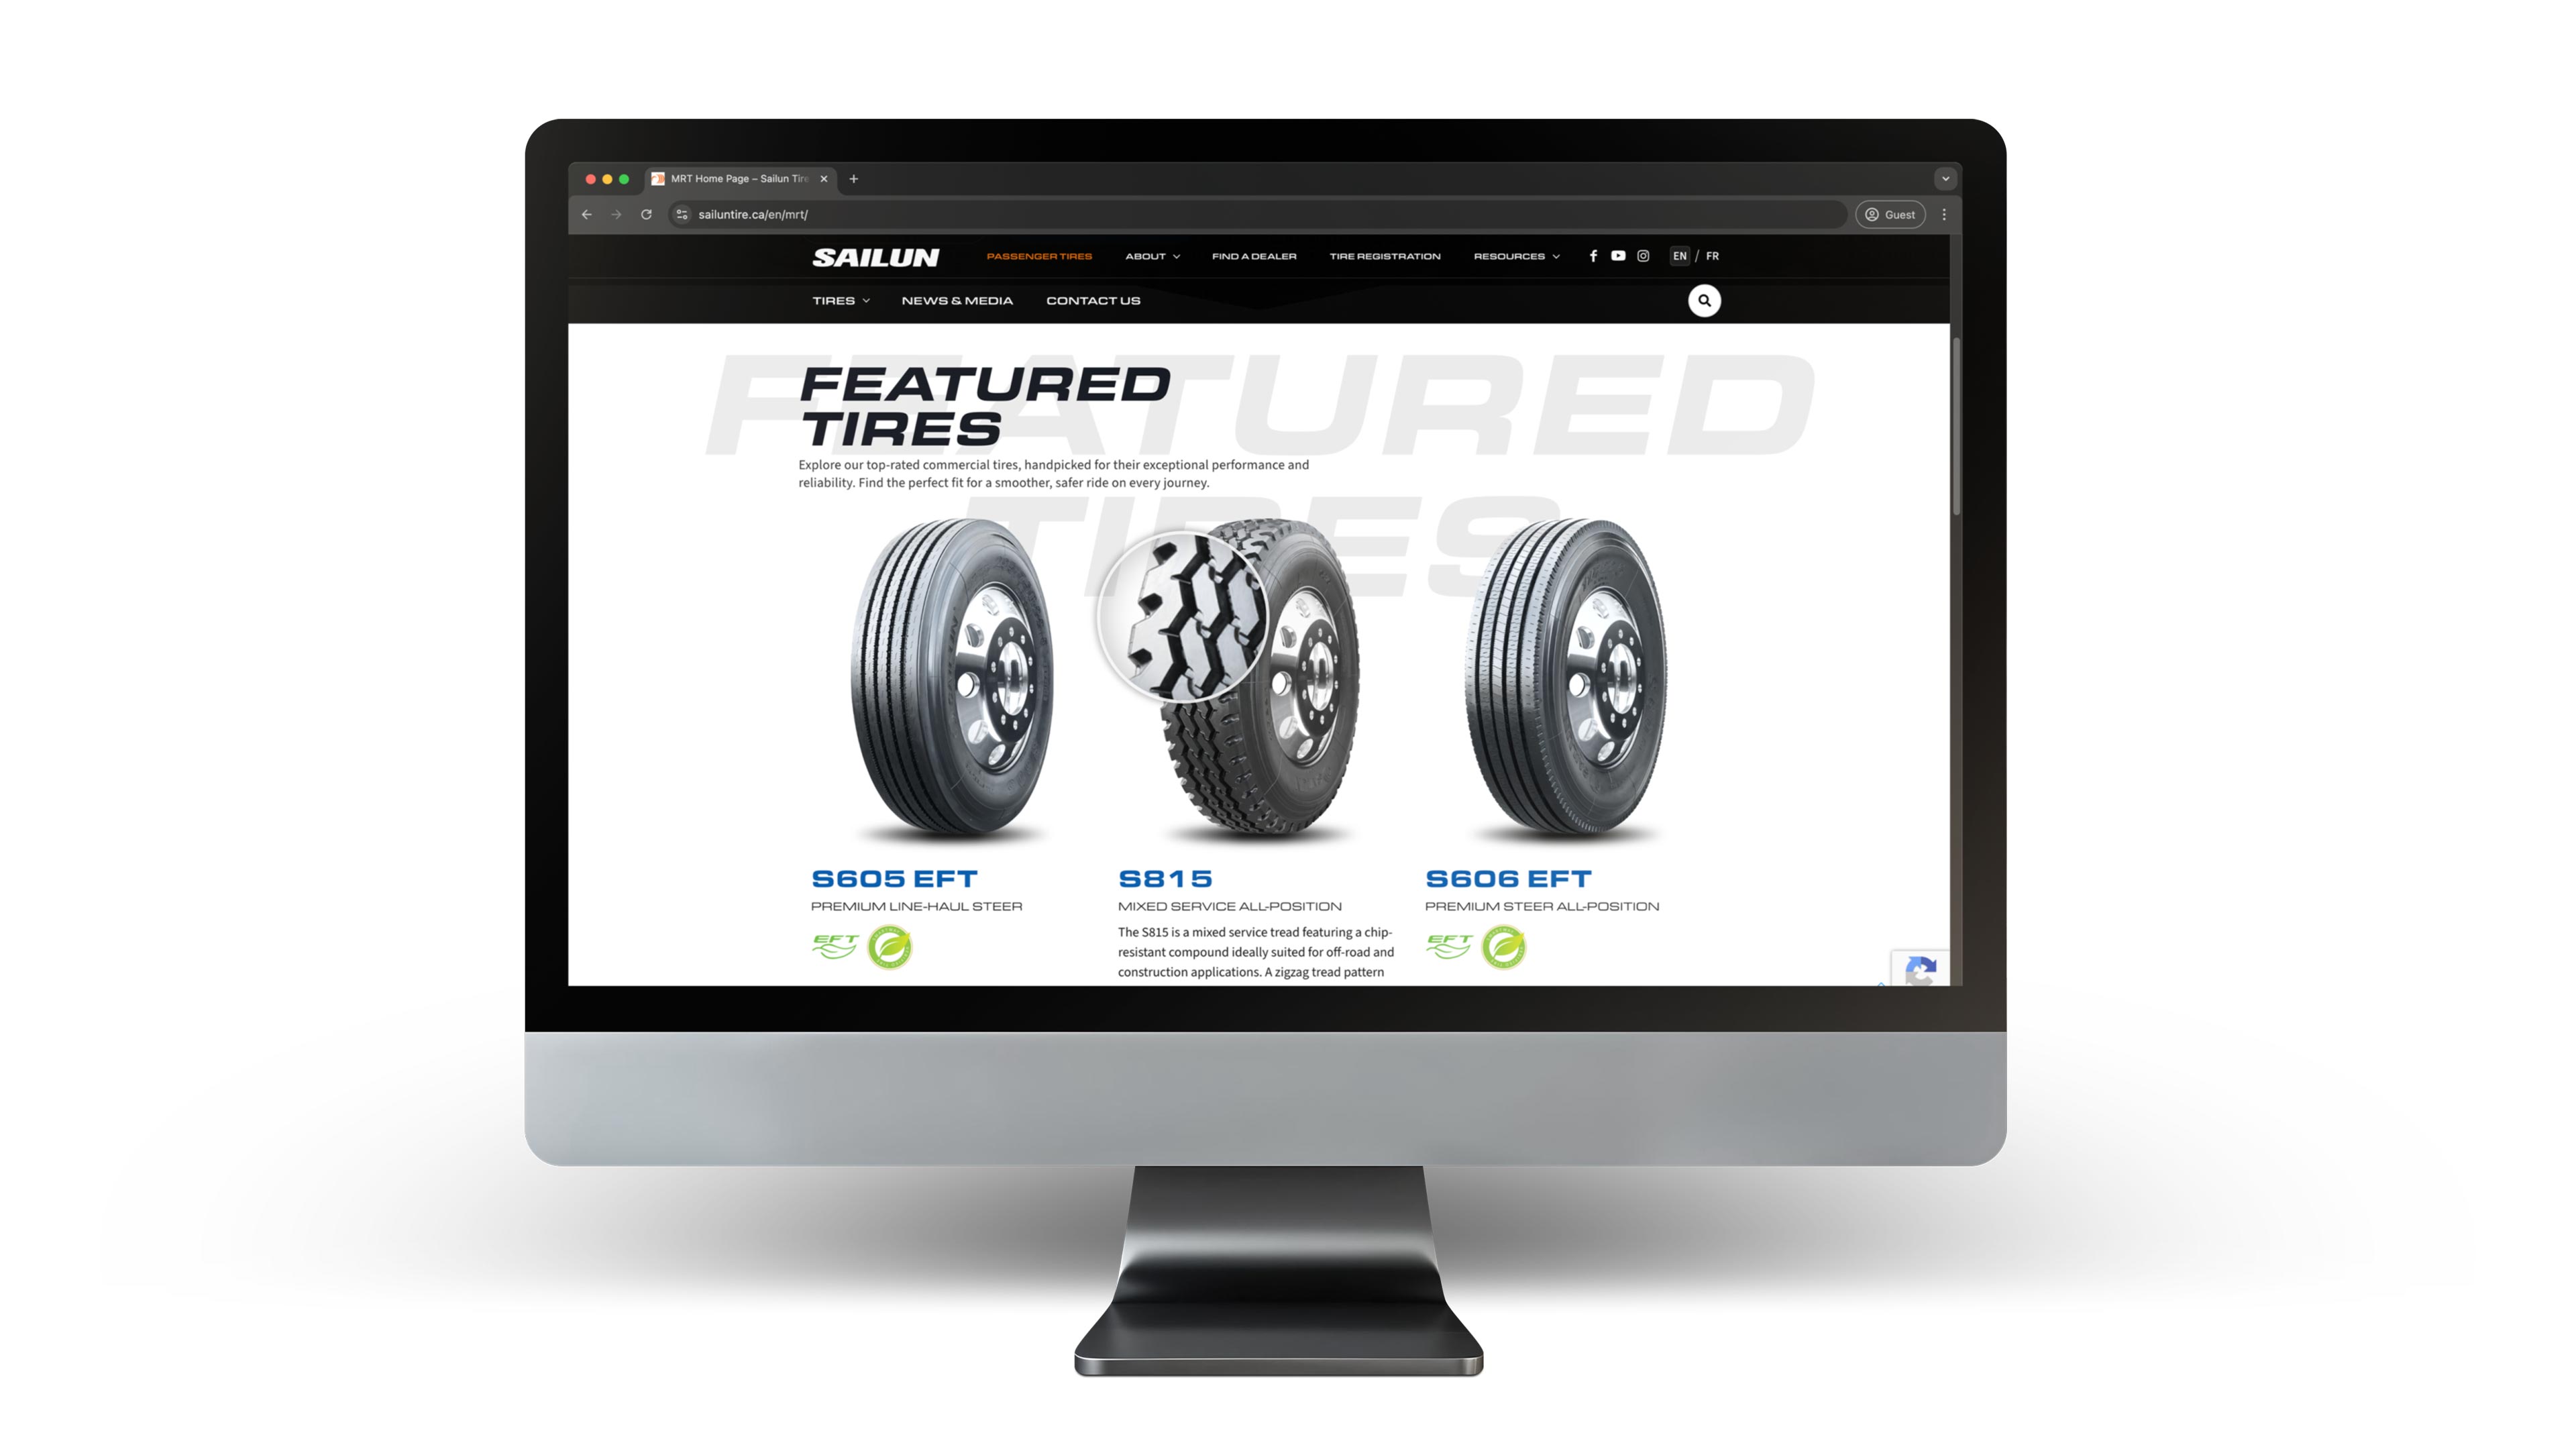 MRT Home Page – Sailun Tire
sailuntire.ca/en/mrt/
Guest
SAILUN
PASSENGER TIRES
ABOUT
FIND A DEALER
TIRE REGISTRATION
RESOURCES
EN / FR
TIRES
NEWS & MEDIA
CONTACT US
FEATURED
TIRES
FEATURED
TIRES
Explore our top-rated commercial tires, handpicked for their exceptional performance and
reliability. Find the perfect fit for a smoother, safer ride on every journey.
S605 EFT
PREMIUM LINE-HAUL STEER
EFT
S815
MIXED SERVICE ALL-POSITION
The S815 is a mixed service tread featuring a chip-
resistant compound ideally suited for off-road and
construction applications. A zigzag tread pattern
S606 EFT
PREMIUM STEER ALL-POSITION
EFT